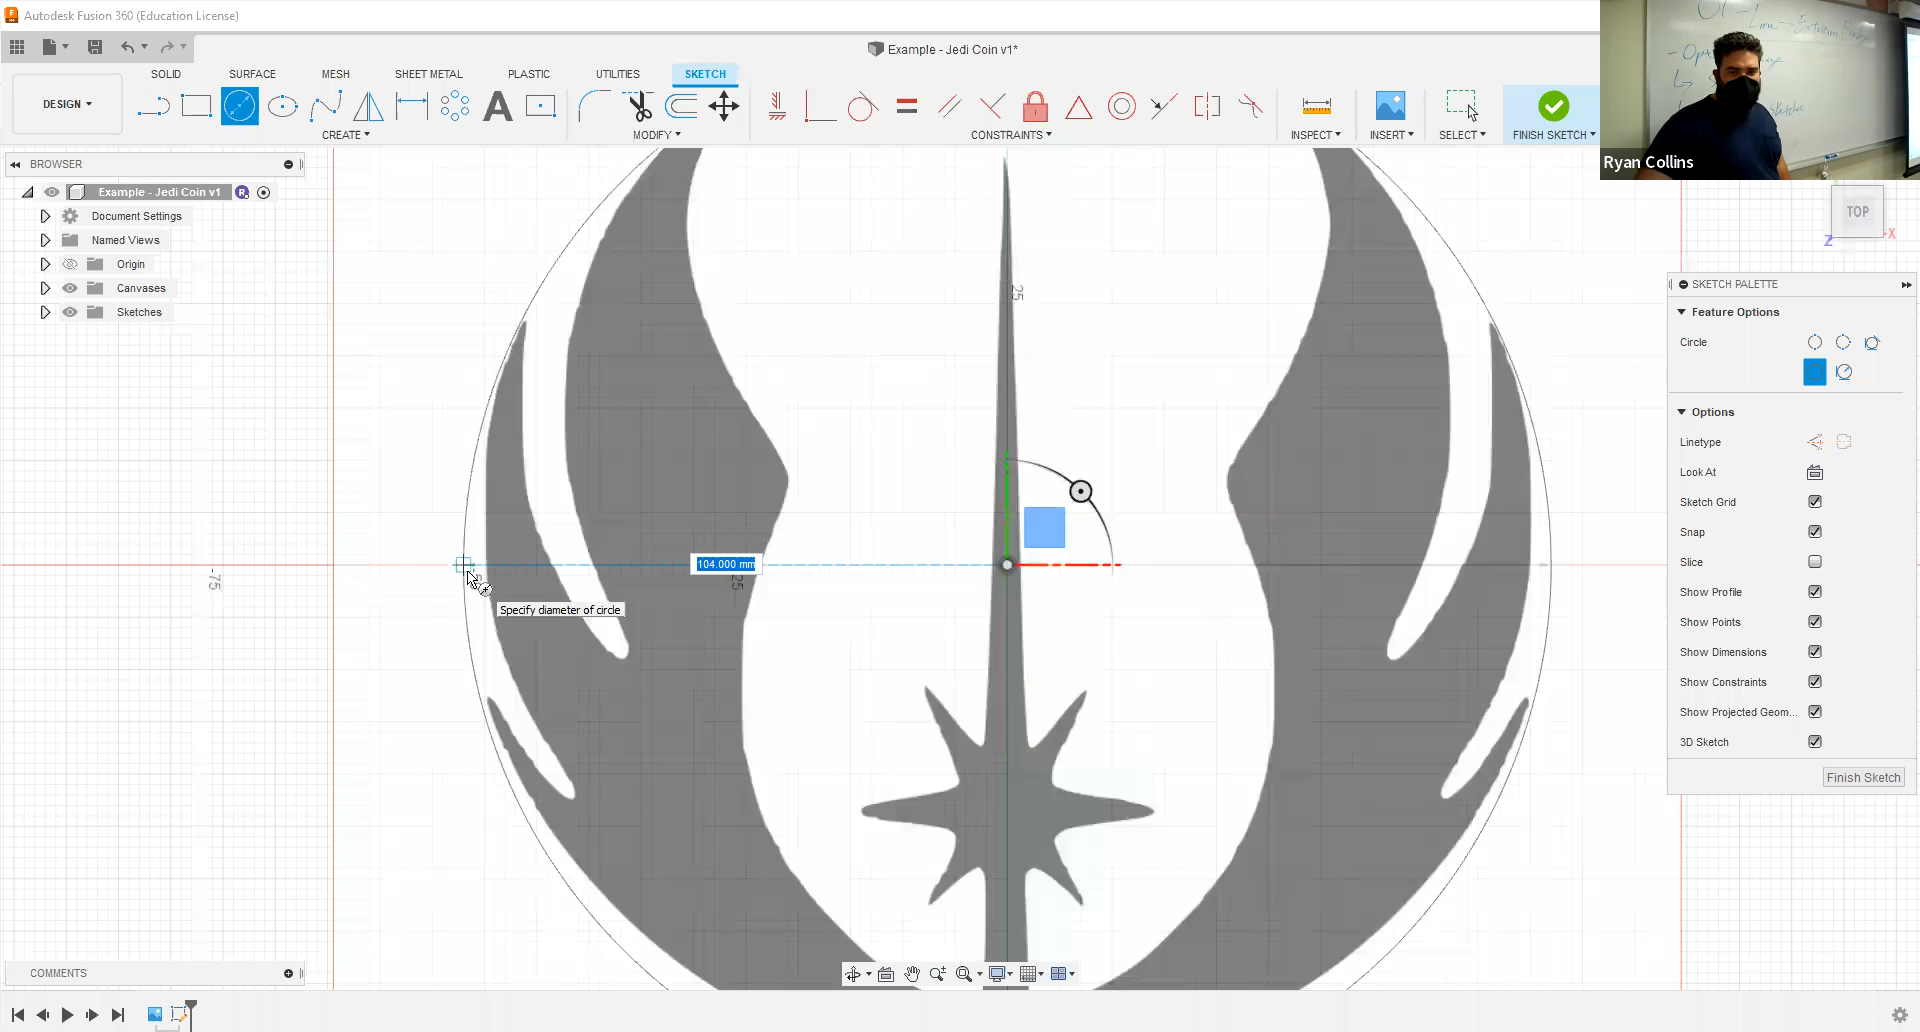 Autodesk Fusion 360 (Education License)
Example - Jedi Coin v1*
SOLID SURFACE MESH SHEET METAL PLASTIC UTILITIES SKETCH
DESIGN
CREATE MODIFY CONSTRAINTS INSPECT INSERT SELECT FINISH SKETCH
Line
Ryan Collins
BROWSER
Example - Jedi Coin v1
Document Settings
Named Views
Origin
Canvases
Sketches
TOP
Z
X
25
-75
25
104.000 mm
Specify diameter of circle
SKETCH PALETTE
Feature Options
Circle
Options
Linetype
Look At
Sketch Grid
Snap
Slice
Show Profile
Show Points
Show Dimensions
Show Constraints
Show Projected Geom...
3D Sketch
Finish Sketch
COMMENTS